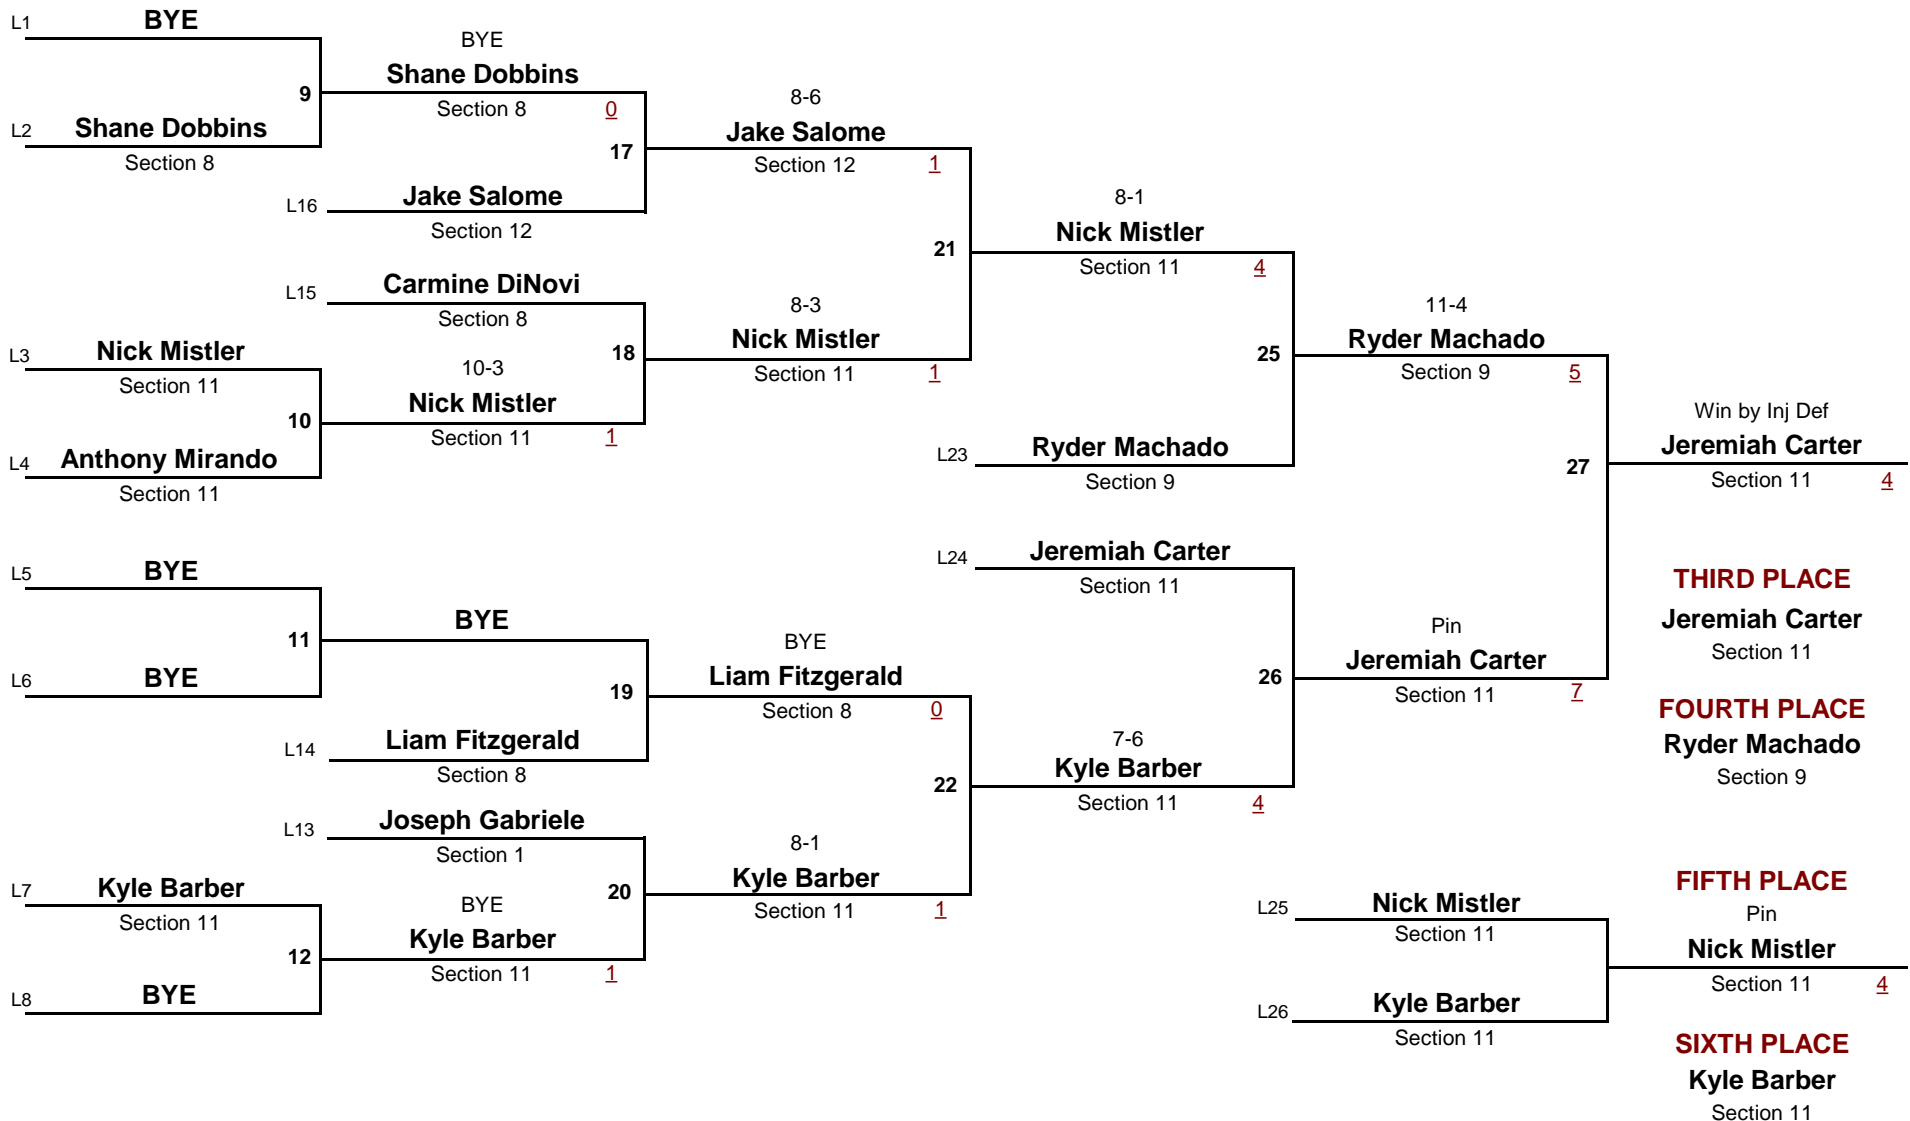 L1
BYE
L2
Shane Dobbins
Section 8
9
BYE
Shane Dobbins
Section 8
0
L16
Jake Salome
Section 12
17
8-6
Jake Salome
Section 12
1
L15
Carmine DiNovi
Section 8
L3
Nick Mistler
Section 11
L4
Anthony Mirando
Section 11
10
10-3
Nick Mistler
Section 11
1
18
8-3
Nick Mistler
Section 11
1
21
8-1
Nick Mistler
Section 11
4
L23
Ryder Machado
Section 9
25
11-4
Ryder Machado
Section 9
5
L5
BYE
L6
BYE
11
BYE
L14
Liam Fitzgerald
Section 8
19
BYE
Liam Fitzgerald
Section 8
0
L13
Joseph Gabriele
Section 1
L7
Kyle Barber
Section 11
L8
BYE
12
BYE
Kyle Barber
Section 11
1
20
8-1
Kyle Barber
Section 11
1
22
7-6
Kyle Barber
Section 11
4
L24
Jeremiah Carter
Section 11
26
Pin
Jeremiah Carter
Section 11
7
27
Win by Inj Def
Jeremiah Carter
Section 11
4
THIRD PLACE
Jeremiah Carter
Section 11
FOURTH PLACE
Ryder Machado
Section 9
L25
Nick Mistler
Section 11
L26
Kyle Barber
Section 11
FIFTH PLACE
Pin
Nick Mistler
Section 11
4
SIXTH PLACE
Kyle Barber
Section 11